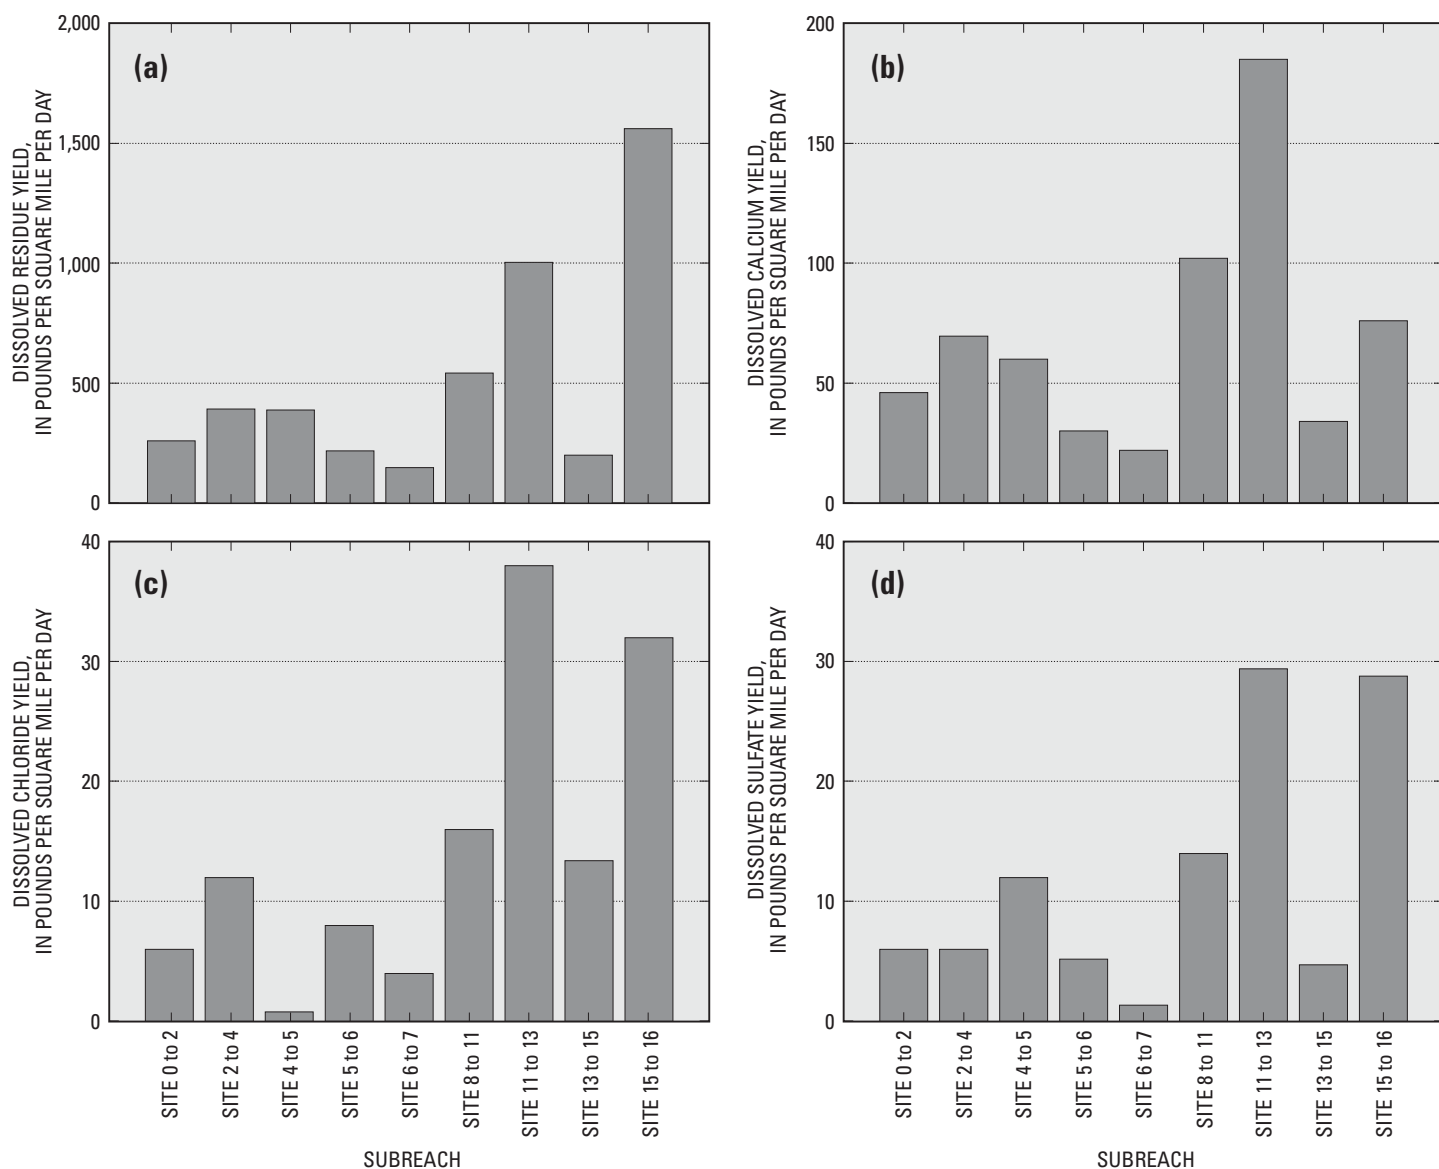 (a)
DISSOLVED RESIDUE YIELD,
IN POUNDS PER SQUARE MILE PER DAY
2,000
1,500
1,000
500
0
(b)
DISSOLVED CALCIUM YIELD,
IN POUNDS PER SQUARE MILE PER DAY
200
150
100
50
0
(c)
DISSOLVED CHLORIDE YIELD,
IN POUNDS PER SQUARE MILE PER DAY
40
30
20
10
0
SITE 0 to 2
SITE 2 to 4
SITE 4 to 5
SITE 5 to 6
SITE 6 to 7
SITE 8 to 11
SITE 11 to 13
SITE 13 to 15
SITE 15 to 16
SUBREACH
(d)
DISSOLVED SULFATE YIELD,
IN POUNDS PER SQUARE MILE PER DAY
40
30
20
10
0
SITE 0 to 2
SITE 2 to 4
SITE 4 to 5
SITE 5 to 6
SITE 6 to 7
SITE 8 to 11
SITE 11 to 13
SITE 13 to 15
SITE 15 to 16
SUBREACH